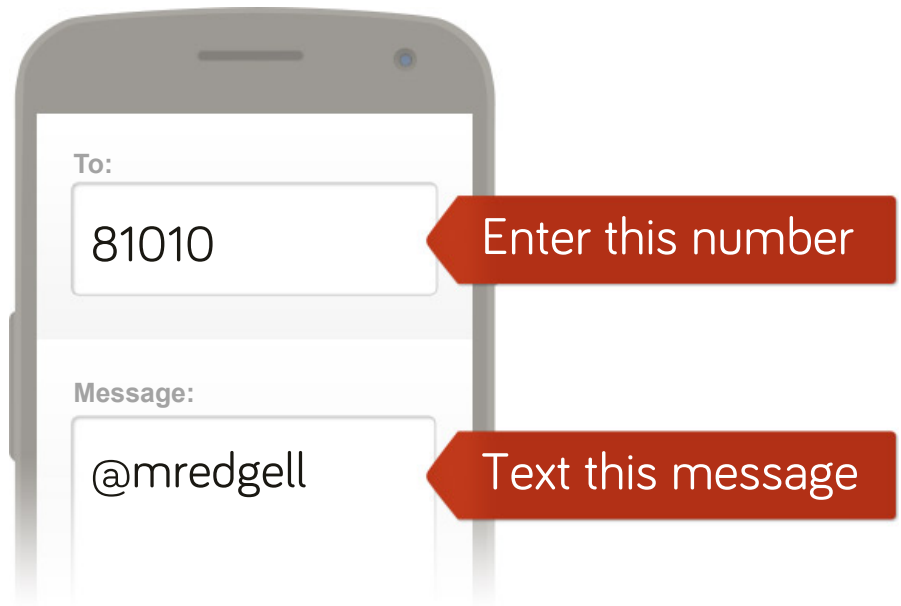 To:
81010
Enter this number
Message:
@mredgell
Text this message